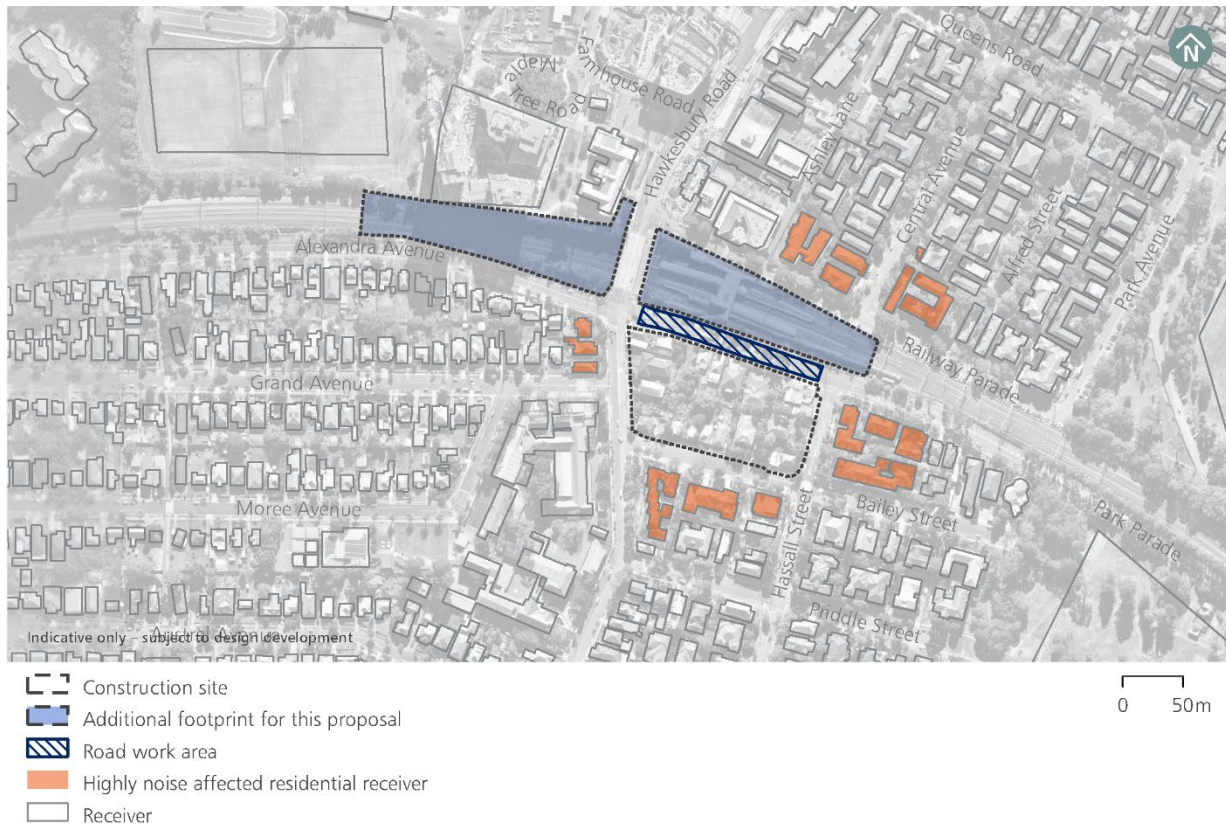 Queens Road
N
Maple
Tree Road
Farmhouse Road
Hawkesbury Road
Ashley Lane
Central Avenue
Alfred Street
Park Avenue
Alexandra Avenue
Railway Parade
Grand Avenue
Moree Avenue
Bailey Street
Park Parade
Hassall Street
Priddle Street
Indicative only – subject to design development
Construction site
Additional footprint for this proposal
Road work area
Highly noise affected residential receiver
Receiver
0 50m